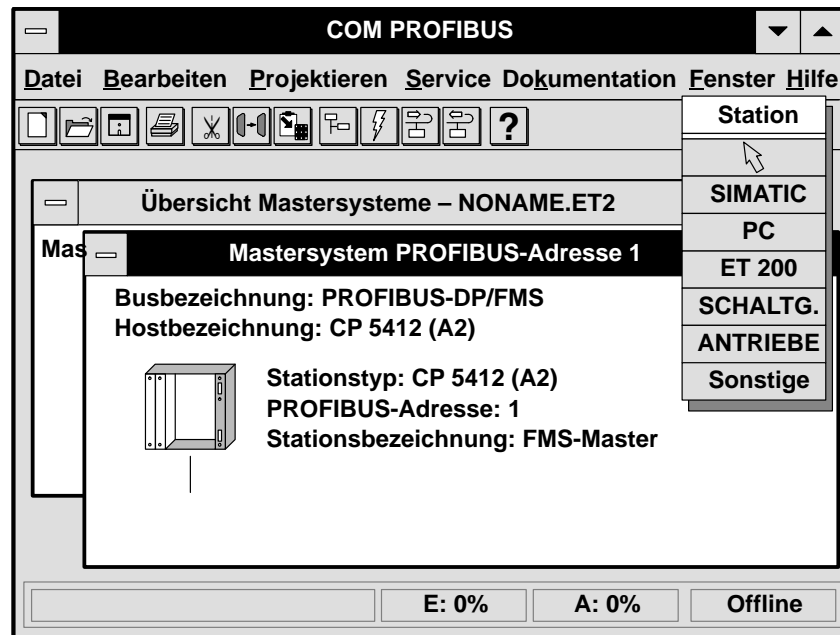 COM PROFIBUS
Datei Bearbeiten Projektieren Service Dokumentation Fenster Hilfe
?
Station
SIMATIC
PC
ET 200
SCHALTG.
ANTRIEBE
Sonstige
Übersicht Mastersysteme – NONAME.ET2
Mas
Mastersystem PROFIBUS-Adresse 1
Busbezeichnung: PROFIBUS-DP/FMS
Hostbezeichnung: CP 5412 (A2)
Stationstyp: CP 5412 (A2)
PROFIBUS-Adresse: 1
Stationsbezeichnung: FMS-Master
E: 0% A: 0% Offline